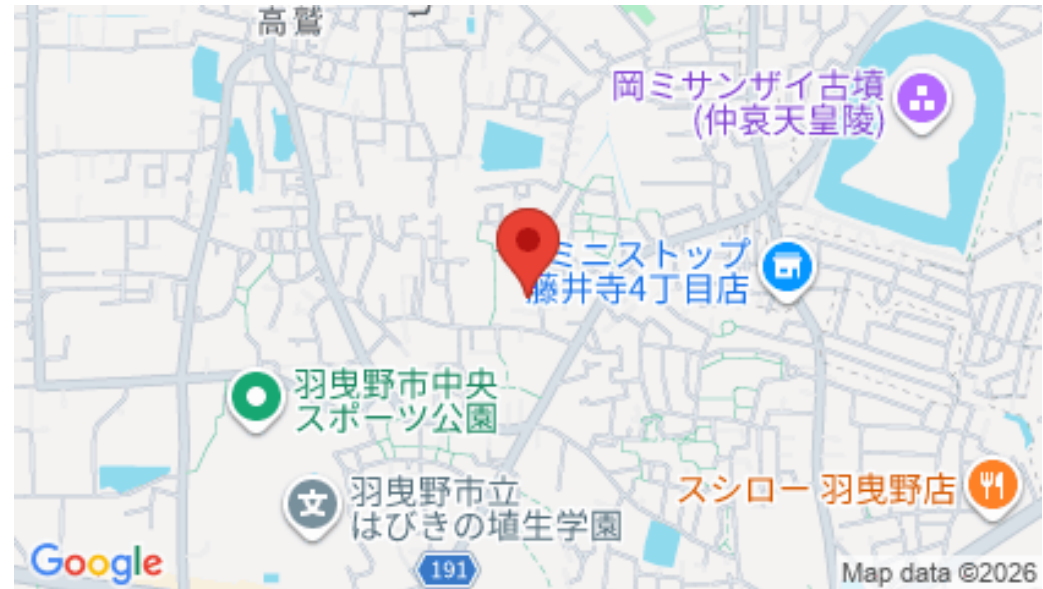 高鷲
岡ミサンザイ古墳
(仲哀天皇陵)
ミニストップ
藤井寺4丁目店
羽曳野市中央
スポーツ公園
スシロー 羽曳野店
羽曳野市立
はびきの埴生学園
191
Google
Map data ©2026